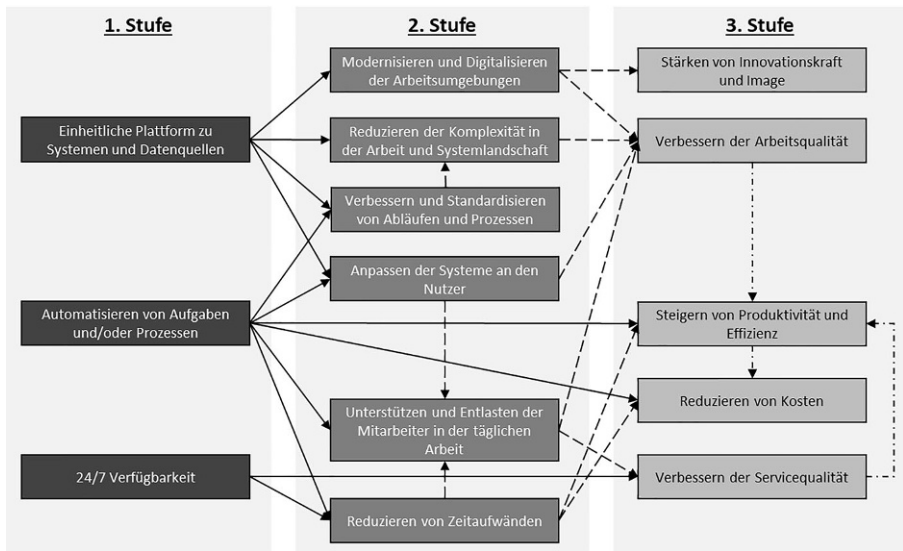 1. Stufe
Einheitliche Plattform zu
Systemen und Datenquellen
Automatisieren von Aufgaben
und/oder Prozessen
24/7 Verfügbarkeit
2. Stufe
Modernisieren und Digitalisieren
der Arbeitsumgebungen
Reduzieren der Komplexität in
der Arbeit und Systemlandschaft
Verbessern und Standardisieren
von Abläufen und Prozessen
Anpassen der Systeme an den
Nutzer
Unterstützen und Entlasten der
Mitarbeiter in der täglichen
Arbeit
Reduzieren von Zeitaufwänden
3. Stufe
Stärken von Innovationskraft
und Image
Verbessern der Arbeitsqualität
Steigern von Produktivität und
Effizienz
Reduzieren von Kosten
Verbessern der Servicequalität